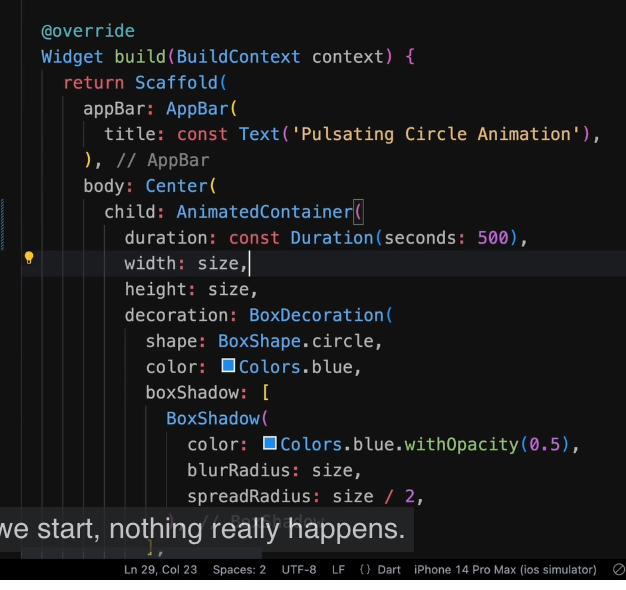 @override
Widget build(BuildContext context) {
return Scaffold(
appBar: AppBar(
title: const Text('Pulsating Circle Animation'),
), // AppBar
body: Center(
child: AnimatedContainer(
duration: const Duration(seconds: 500),
width: size,
height: size,
decoration: BoxDecoration(
shape: BoxShape.circle,
color: Colors.blue,
boxShadow: [
BoxShadow(
color: Colors.blue.withOpacity(0.5),
blurRadius: size,
spreadRadius: size / 2,
) // BoxShadow
we start, nothing really happens.
],
Ln 29, Col 23 Spaces: 2 UTF-8 LF {} Dart iPhone 14 Pro Max (ios simulator)